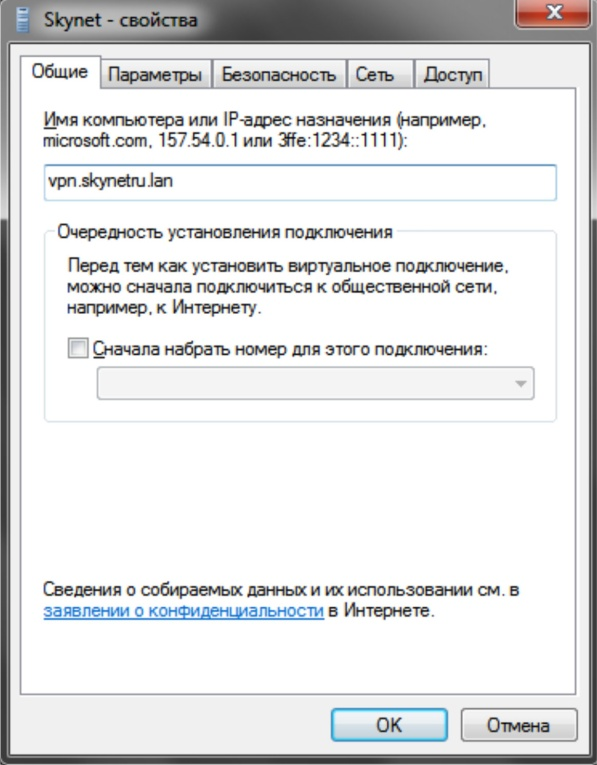 Skynet - свойства
Общие Параметры Безопасность Сеть Доступ
Имя компьютера или IP-адрес назначения (например,
microsoft.com, 157.54.0.1 или 3ffe:1234::1111):
vpn.skynetru.lan
Очередность установления подключения
Перед тем как установить виртуальное подключение,
можно сначала подключиться к общественной сети,
например, к Интернету.
Сначала набрать номер для этого подключения:
Сведения о собираемых данных и их использовании см. в
заявлении о конфиденциальности в Интернете.
OK Отмена